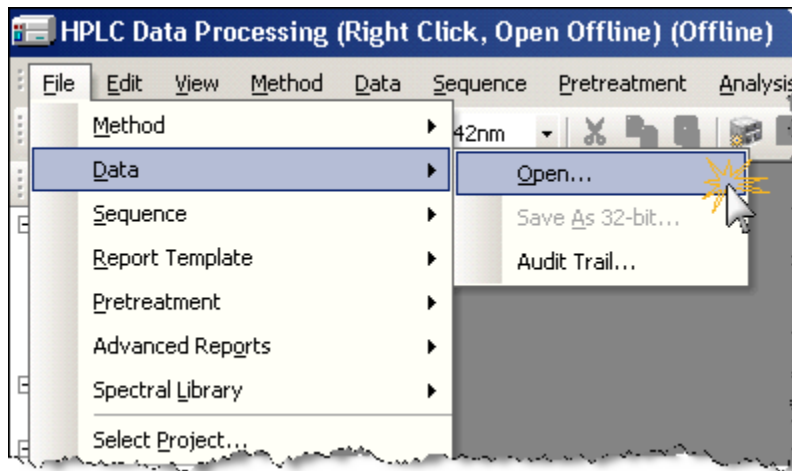 HPLC Data Processing (Right Click, Open Offline) (Offline)
File Edit View Method Data Sequence Pretreatment Analysis
42nm
Method
Data
Open...
Sequence
Save As 32-bit...
Report Template
Audit Trail...
Pretreatment
Advanced Reports
Spectral Library
Select Project...